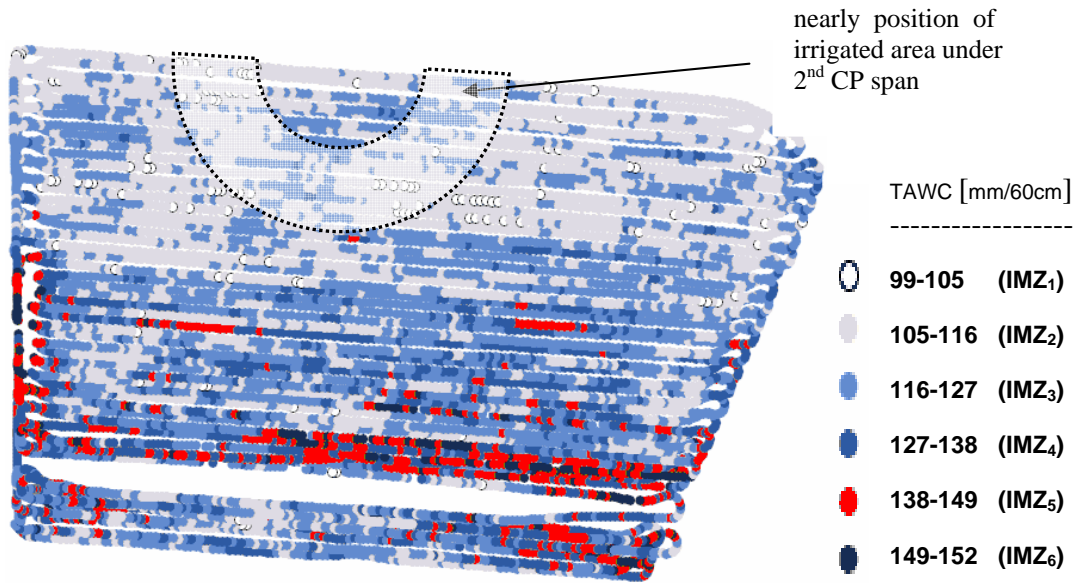 nearly position of
irrigated area under
2nd CP span
TAWC [mm/60cm]
-------------------
99-105 (IMZ1)
105-116 (IMZ2)
116-127 (IMZ3)
127-138 (IMZ4)
138-149 (IMZ5)
149-152 (IMZ6)